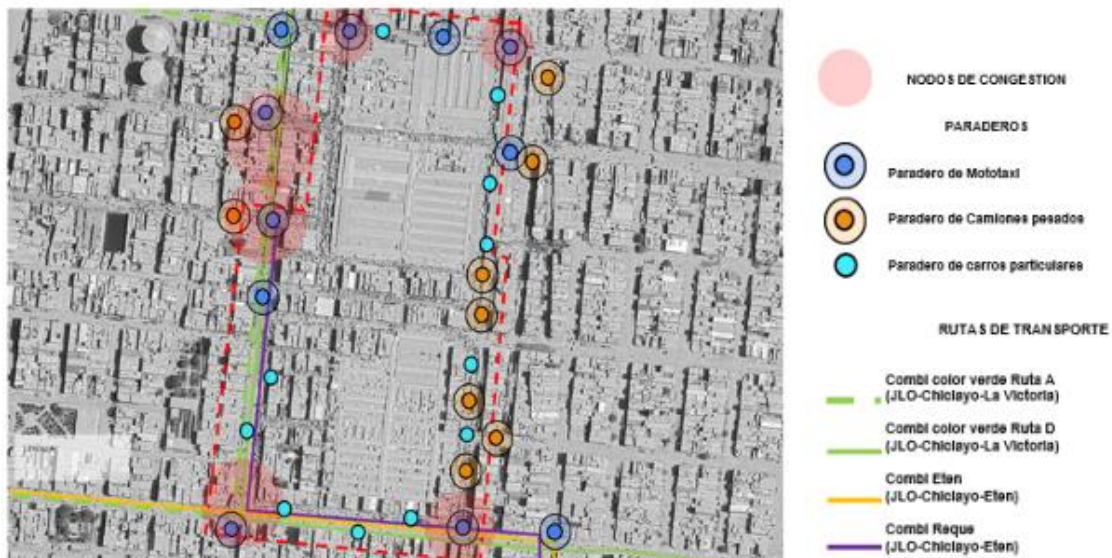 NODOS DE CONGESTION
PARADEROS
Paradero de Mototaxi
Paradero de Camiones pesados
Paradero de carros particulares
RUTAS DE TRANSPORTE
Combi color verde Ruta A
(JLO-Chiclayo-La Victoria)
Combi color verde Ruta D
(JLO-Chiclayo-La Victoria)
Combi Eten
(JLO-Chiclayo-Eten)
Combi Reque
(JLO-Chiclayo-Eten)